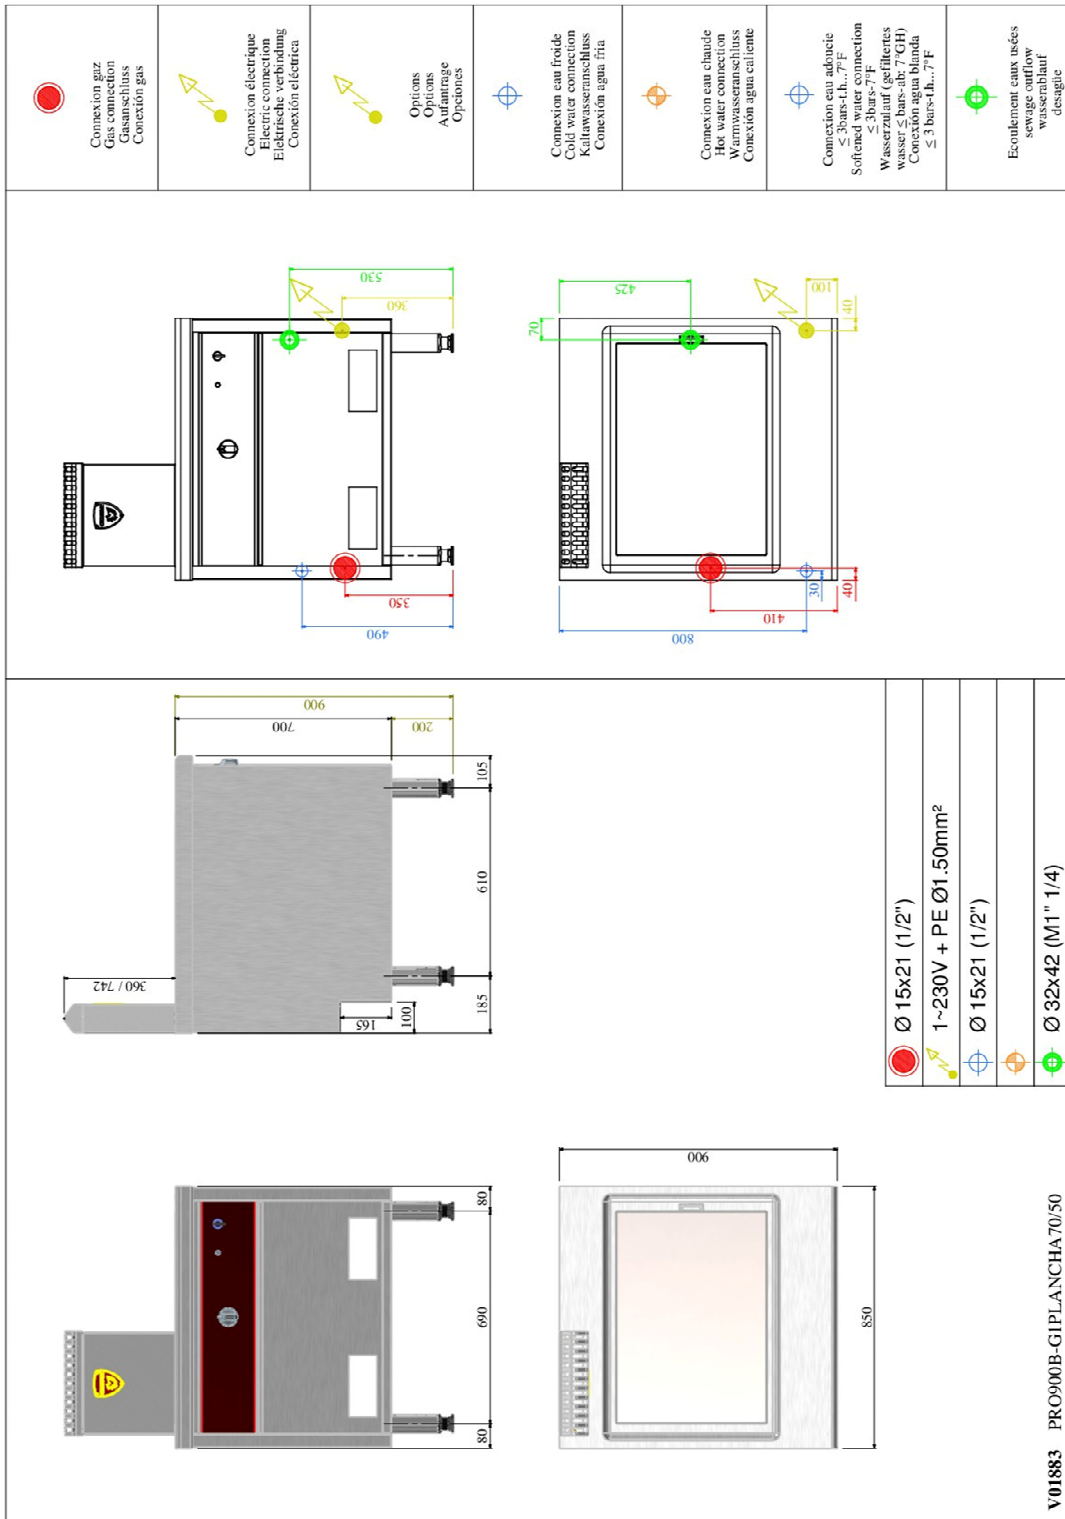 Connexion gaz
Gas connection
Gasanschluss
Conexión gas
Connexion électrique
Electric connection
Elektrische verbindung
Conexión eléctrica
Options
Options
Aufantrage
Opciones
Connexion eau froide
Cold water connection
Kaltawasseranschluss
Conexión agua fria
Connexion eau chaude
Hot water connection
Warmwasseranschluss
Conexión agua caliente
Connexion eau adoucie
≤ 3bars-t.h...7°F
Softened water connection
≤ 3bars-7°F
Wasserzulauf (gefiltertes
wasser ≤ bars-ab: 7°GH)
Conexión agua blanda
≤ 3 bars-t.h...7°F
Ecoulement eaux usées
sewage outflow
wasserablauf
desagüe
530
360
350
490
425
70
100
40
30
40
410
800
900
700
200
105
610
185
100
165
360 / 742
80
690
80
900
850
Ø 15x21 (1/2")
1~230V + PE Ø1.50mm²
Ø 15x21 (1/2")
Ø 32x42 (M1" 1/4)
V01883 PRO900B-G1PLANCHA70/50